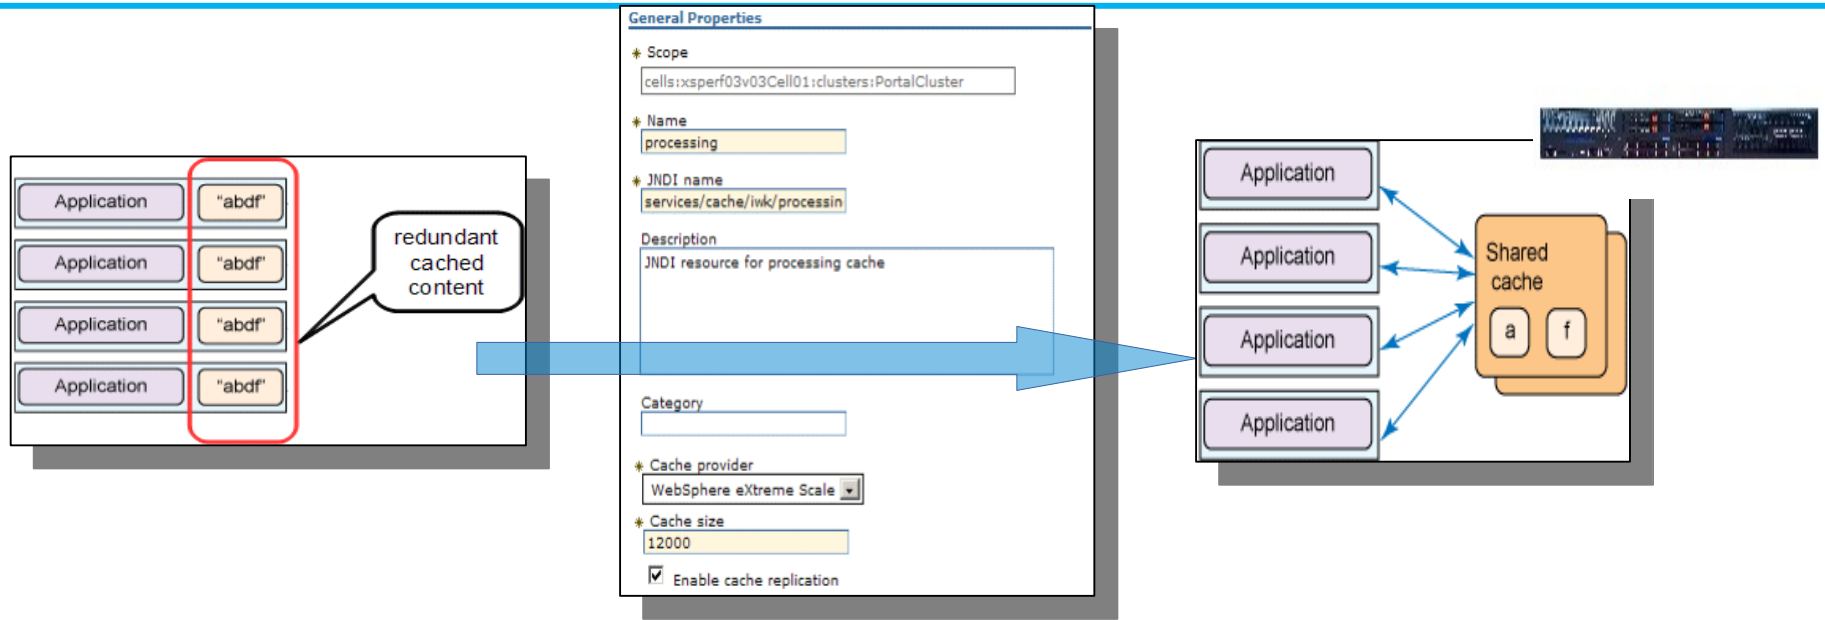 Application
"abdf"
Application
"abdf"
Application
"abdf"
Application
"abdf"
redundant
cached
content
General Properties
Scope
cells:xsperf03v03Cell01:clusters:PortalCluster
Name
processing
JNDI name
services/cache/iwk/processin
Description
JNDI resource for processing cache
Category
Cache provider
WebSphere eXtreme Scale
Cache size
12000
Enable cache replication
Application
Application
Application
Application
Shared
cache
a
f